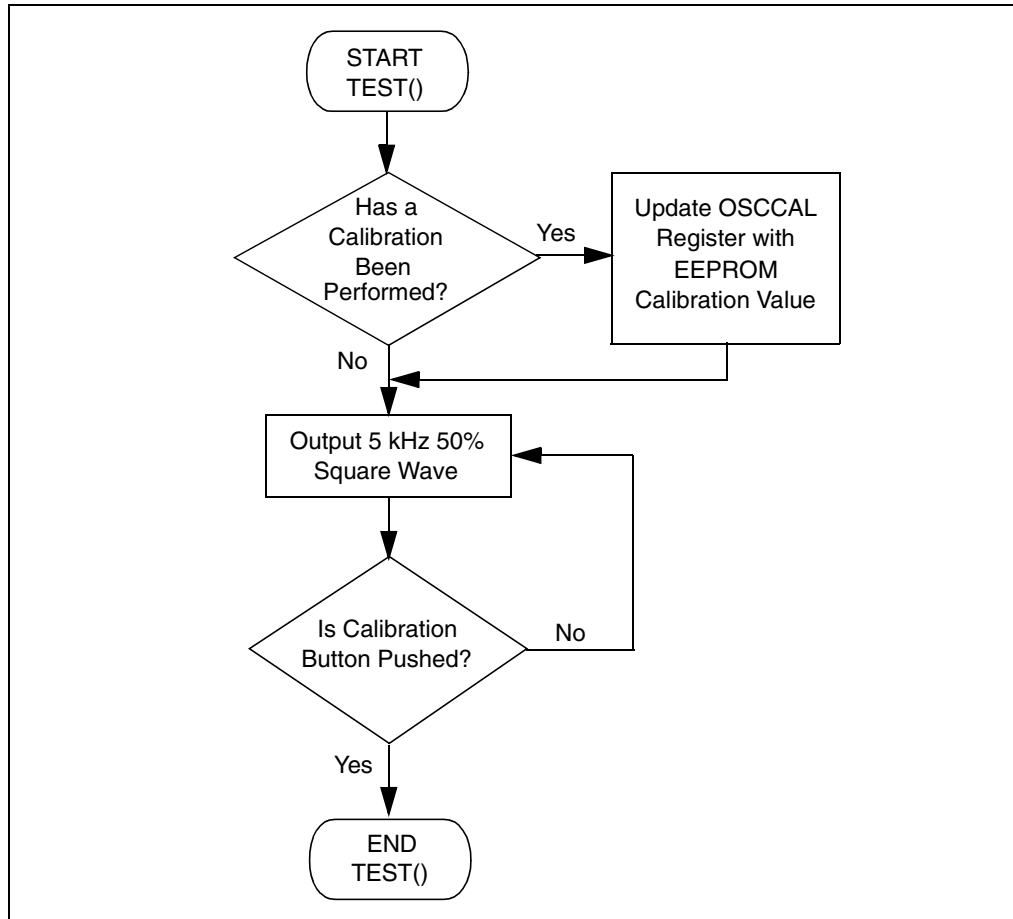 START
TEST()
Has a
Calibration
Been
Performed?
Yes
Update OSCCAL
Register with
EEPROM
Calibration Value
No
Output 5 kHz 50%
Square Wave
Is Calibration
Button Pushed?
No
Yes
END
TEST()